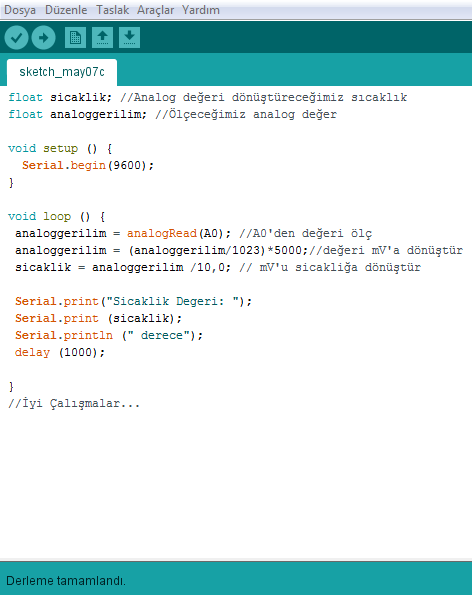 Dosya Düzenle Taslak Araçlar Yardım
sketch_may07c
float sicaklik; //Analog değeri dönüştüreceğimiz sıcaklık
float analoggerilim; //Ölçeceğimiz analog değer
void setup () {
Serial.begin(9600);
}
void loop () {
analoggerilim = analogRead(A0); //A0'den değeri ölç
analoggerilim = (analoggerilim/1023)*5000;//değeri mV'a dönüştür
sicaklik = analoggerilim /10,0; // mV'u sicakliğa dönüştür
Serial.print("Sicaklik Degeri: ");
Serial.print (sicaklik);
Serial.println (" derece");
delay (1000);
}
//İyi Çalışmalar...
Derleme tamamlandı.